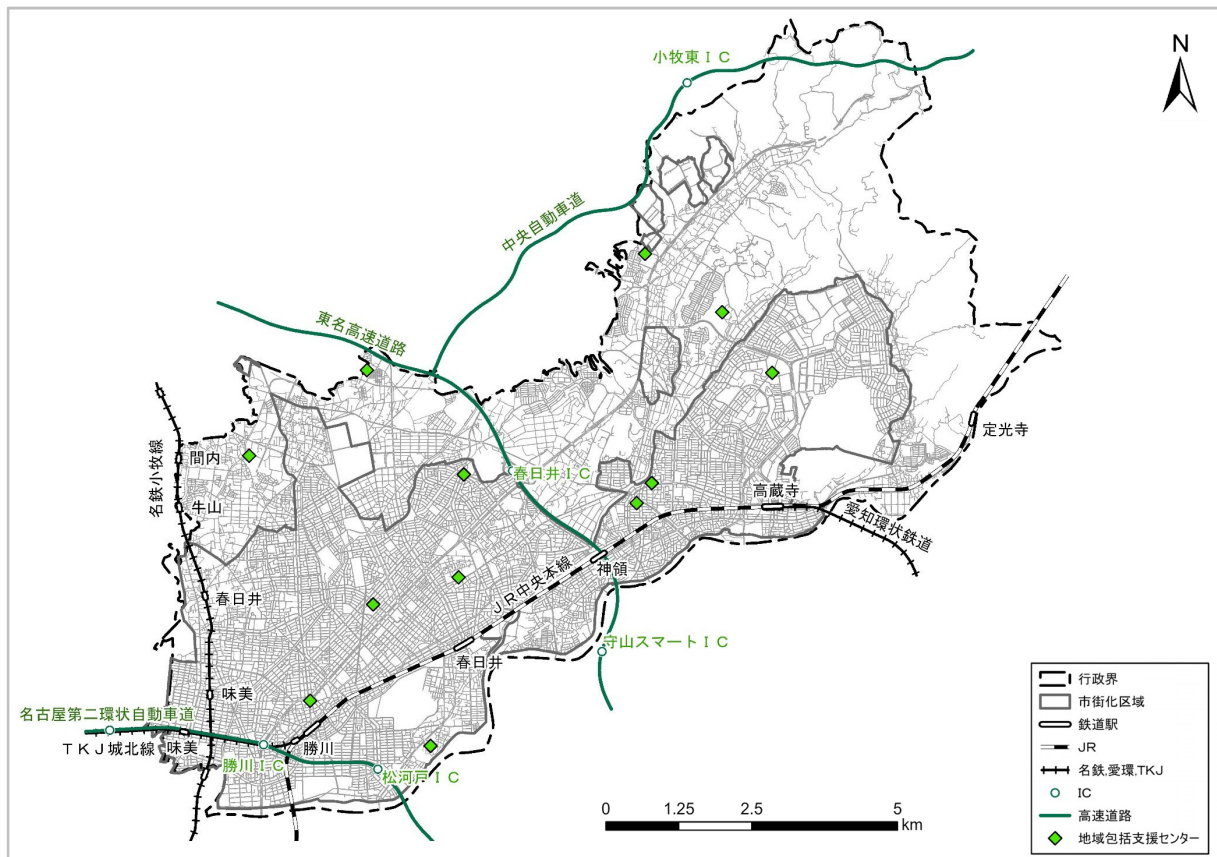 小牧東ＩＣ
N
中央自動車道
東名高速道路
定光寺
名鉄小牧線
間内
春日井ＩＣ
高蔵寺
牛山
愛知環状鉄道
神領
ＪＲ中央本線
春日井
守山スマートＩＣ
春日井
味美
名古屋第二環状自動車道
ＴＫＪ城北線
味美
勝川
勝川ＩＣ
松河戸ＩＣ
0 1.25 2.5 5
km
行政界
市街化区域
鉄道駅
JR
名鉄,愛環,TKJ
IC
高速道路
地域包括支援センター